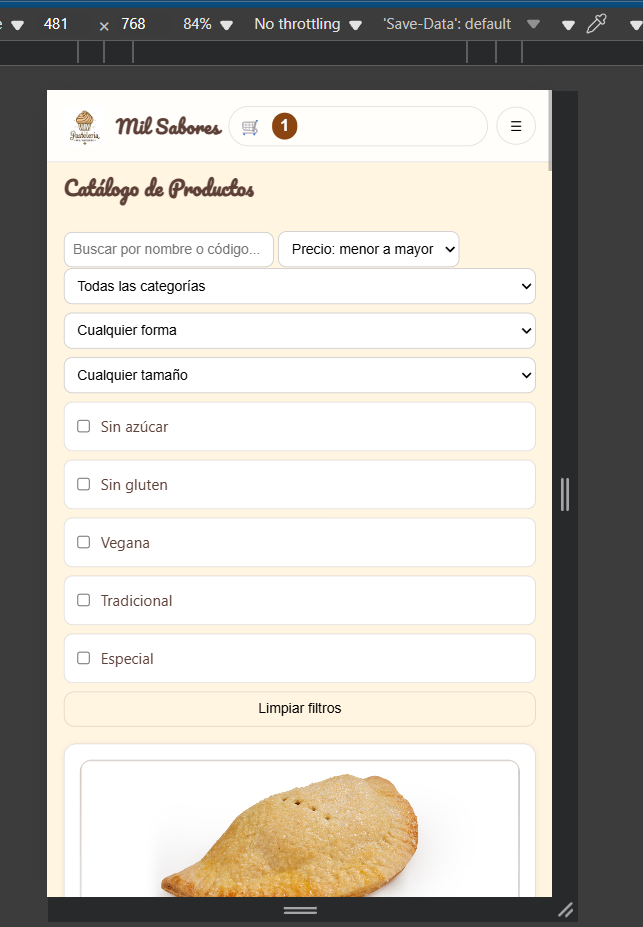 481 × 768 84% No throttling 'Save-Data': default
Pastelería
Mil Sabores 🛒 1 ☰
Catálogo de Productos
Buscar por nombre o código... Precio: menor a mayor
Todas las categorías
Cualquier forma
Cualquier tamaño
Sin azúcar
Sin gluten
Vegana
Tradicional
Especial
Limpiar filtros